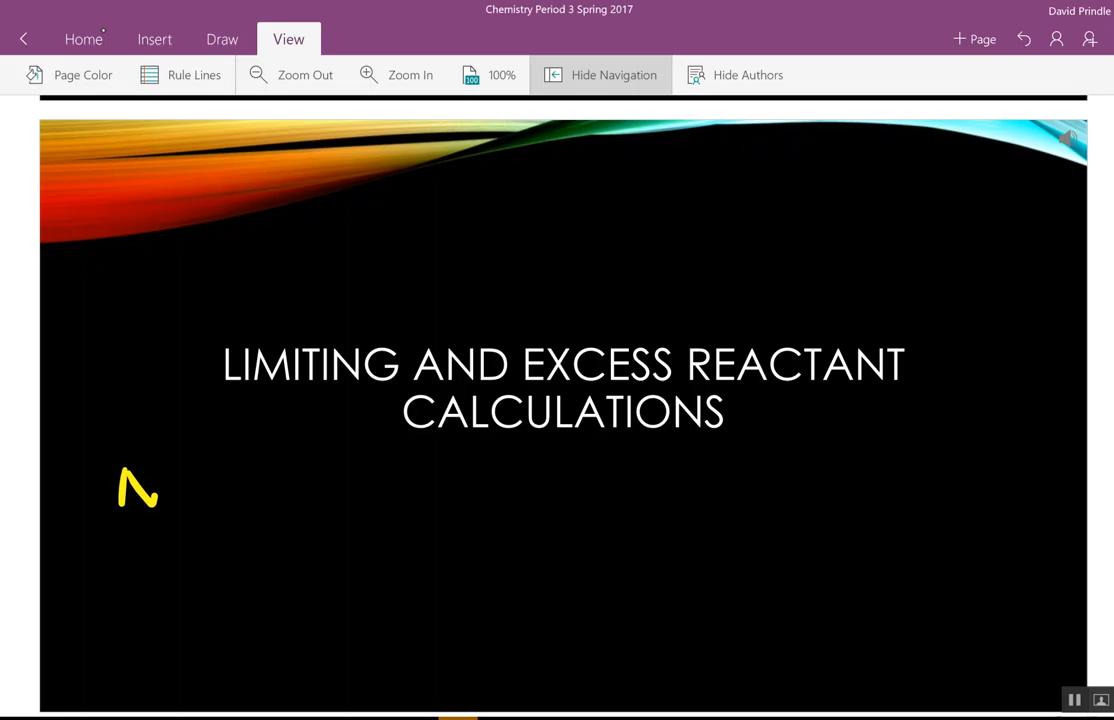 Chemistry Period 3 Spring 2017
David Prindle
Home Insert Draw View
Page
Page Color Rule Lines Zoom Out Zoom In 100 100% Hide Navigation Hide Authors
LIMITING AND EXCESS REACTANT
CALCULATIONS